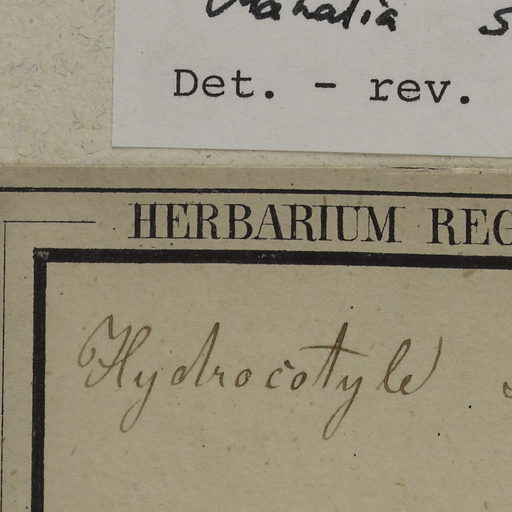 Det. - rev.
HERBARIUM REG
Hydrocotyle